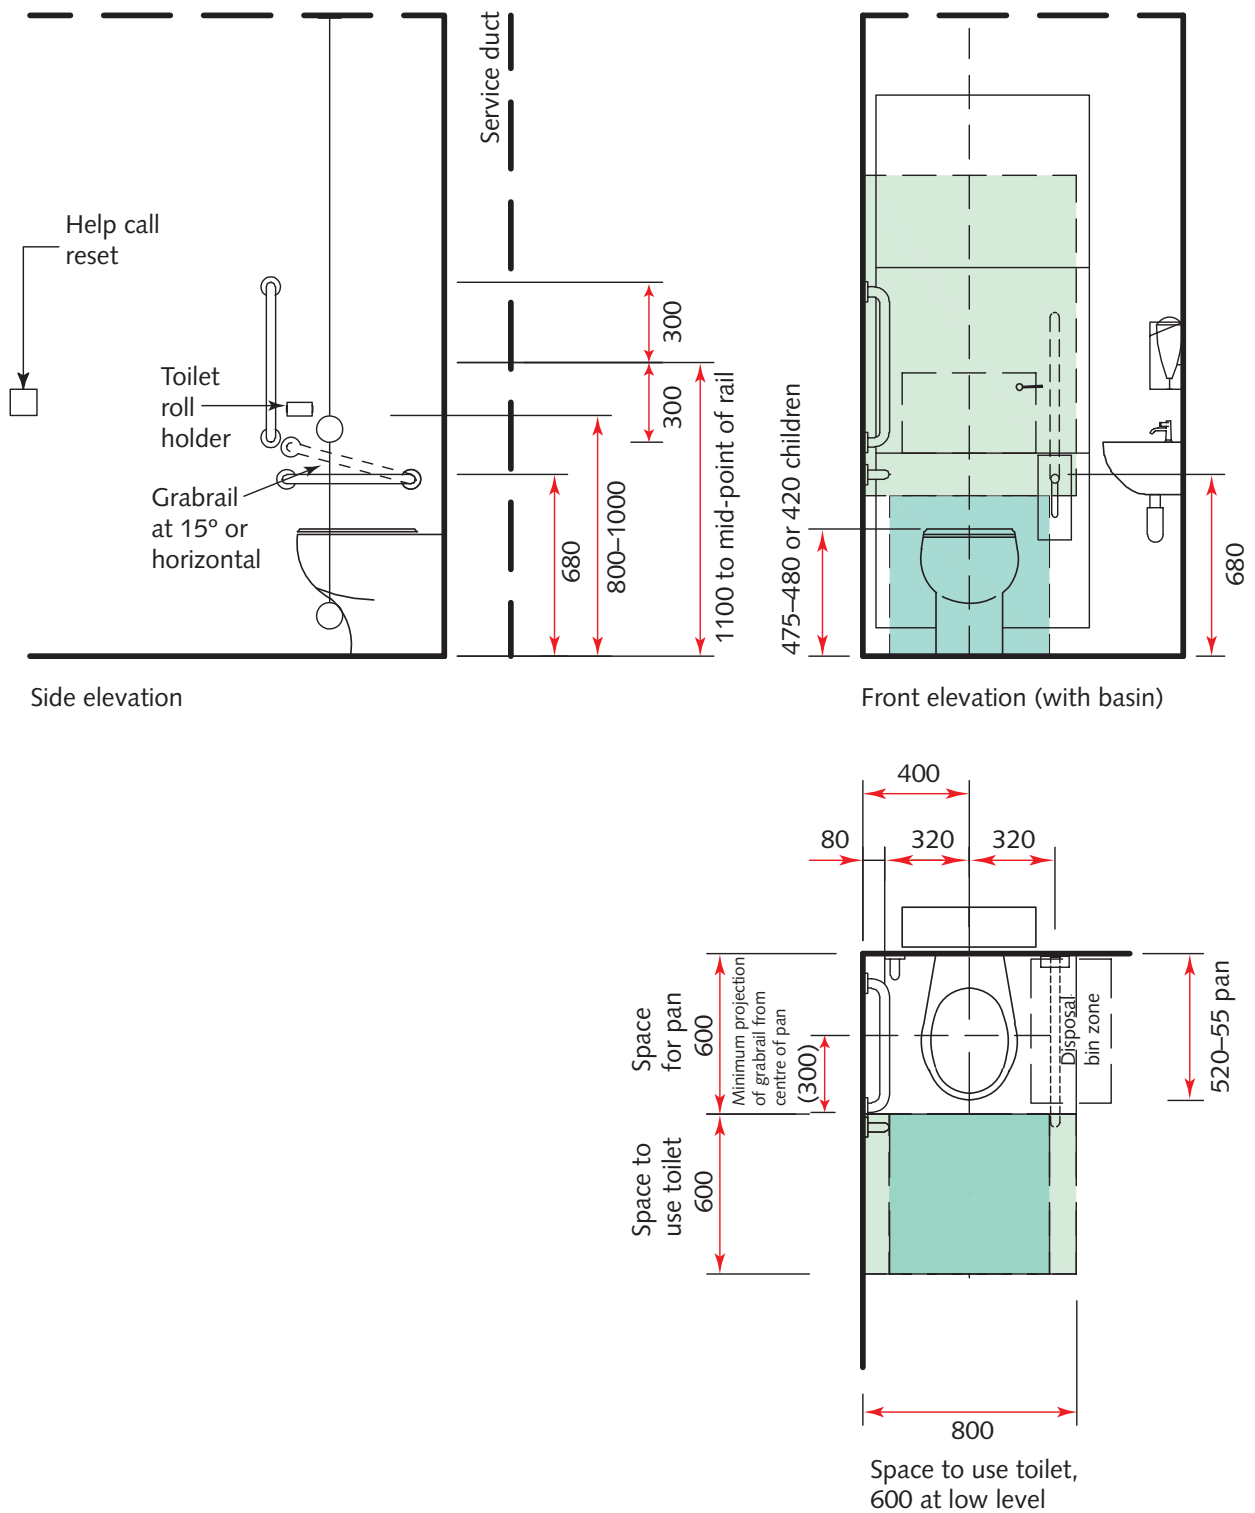 Service duct
Help call
reset
Toilet
roll
holder
Grabrail
at 15º or
horizontal
300
300
680
800–1000
1100 to mid-point of rail
Side elevation
475–480 or 420 children
680
Front elevation (with basin)
400
80
320
320
Space
for pan
600
Minimum projection
of grabrail from
centre of pan
(300)
Disposal
bin zone
520–55 pan
Space to
use toilet
600
800
Space to use toilet,
600 at low level